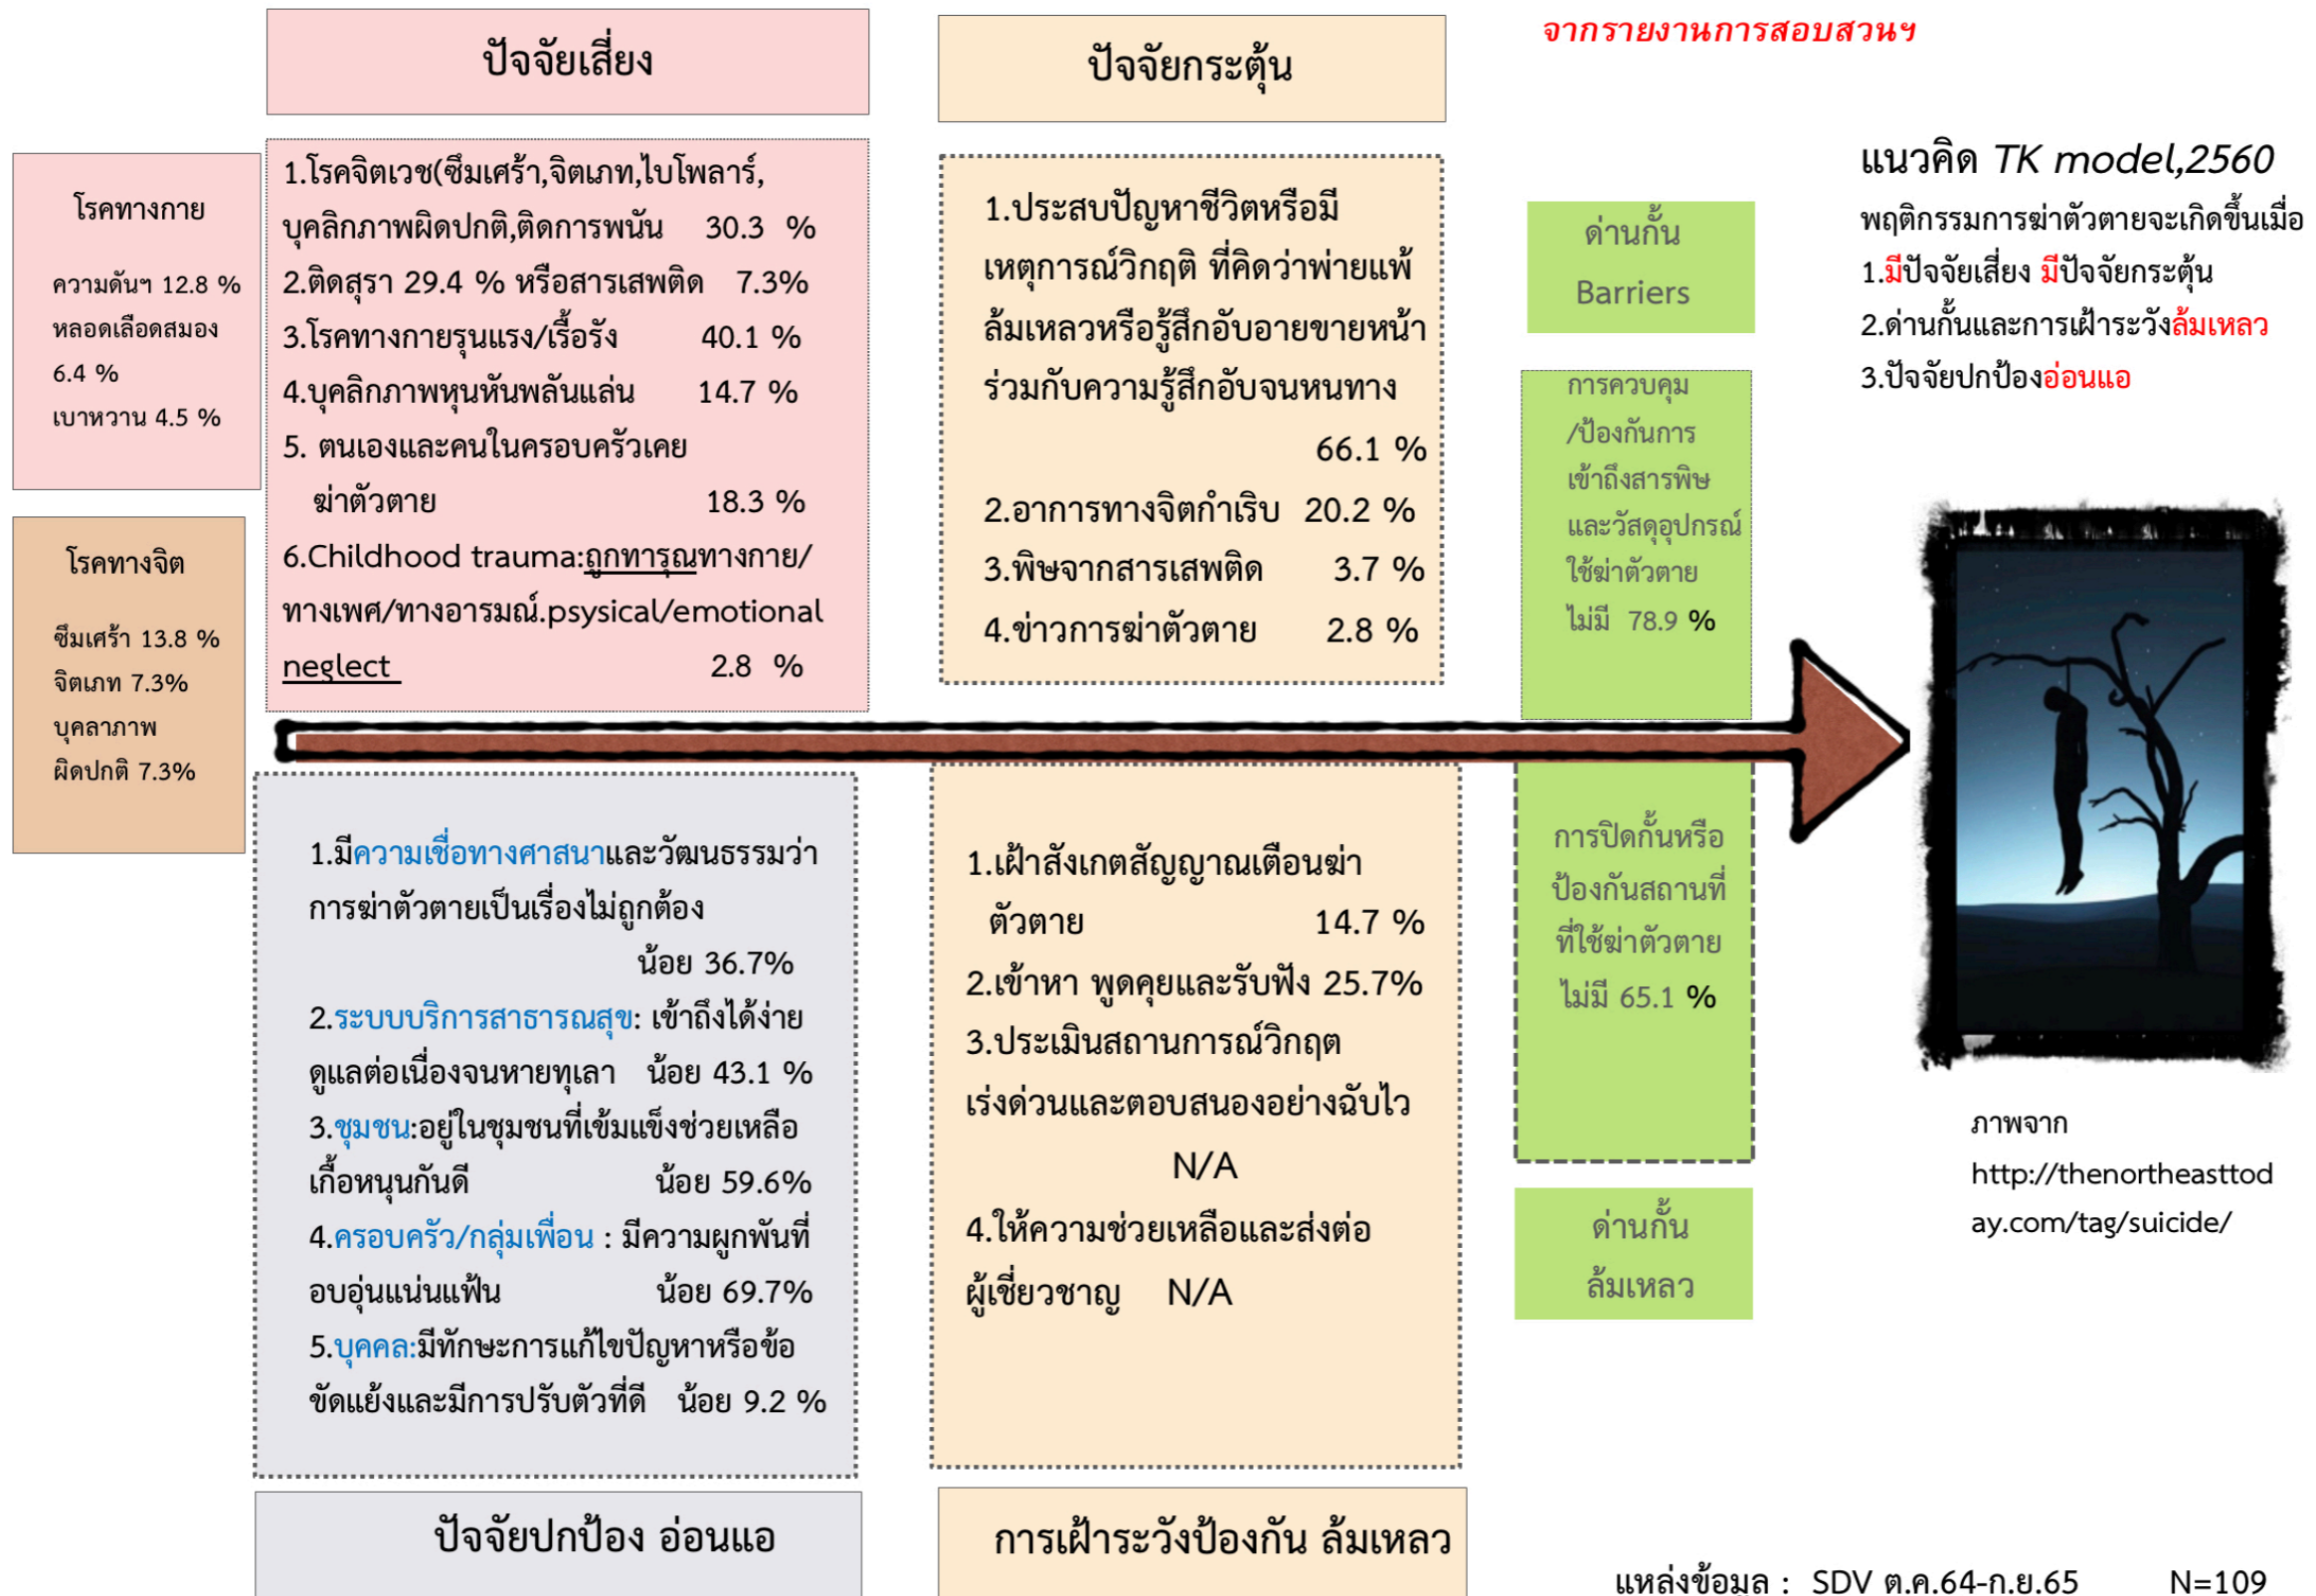 ปัจจัยเสี่ยง
ปัจจัยกระตุ้น
จากรายงานการสอบสวนฯ
โรคทางกาย
ความดันฯ 12.8 %
หลอดเลือดสมอง
6.4 %
เบาหวาน 4.5 %
โรคทางจิต
ซึมเศร้า 13.8 %
จิตเภท 7.3%
บุคลาภาพ
ผิดปกติ 7.3%
1.โรคจิตเวช(ซึมเศร้า,จิตเภท,ไบโพลาร์,
บุคลิกภาพผิดปกติ,ติดการพนัน 30.3 %
2.ติดสุรา 29.4 % หรือสารเสพติด 7.3%
3.โรคทางกายรุนแรง/เรื้อรัง 40.1 %
4.บุคลิกภาพหุนหันพลันแล่น 14.7 %
5. ตนเองและคนในครอบครัวเคย
ฆ่าตัวตาย 18.3 %
6.Childhood trauma:ถูกทารุณทางกาย/
ทางเพศ/ทางอารมณ์.psysical/emotional
neglect 2.8 %
1.ประสบปัญหาชีวิตหรือมี
เหตุการณ์วิกฤติ ที่คิดว่าพ่ายแพ้
ล้มเหลวหรือรู้สึกอับอายขายหน้า
ร่วมกับความรู้สึกอับจนหนทาง
66.1 %
2.อาการทางจิตกำเริบ 20.2 %
3.พิษจากสารเสพติด 3.7 %
4.ข่าวการฆ่าตัวตาย 2.8 %
ด่านกั้น
Barriers
การควบคุม
/ป้องกันการ
เข้าถึงสารพิษ
และวัสดุอุปกรณ์
ใช้ฆ่าตัวตาย
ไม่มี 78.9 %
แนวคิด TK model,2560
พฤติกรรมการฆ่าตัวตายจะเกิดขึ้นเมื่อ
1.มีปัจจัยเสี่ยง มีปัจจัยกระตุ้น
2.ด่านกั้นและการเฝ้าระวังล้มเหลว
3.ปัจจัยปกป้องอ่อนแอ
1.มีความเชื่อทางศาสนาและวัฒนธรรมว่า
การฆ่าตัวตายเป็นเรื่องไม่ถูกต้อง
น้อย 36.7%
2.ระบบบริการสาธารณสุข: เข้าถึงได้ง่าย
ดูแลต่อเนื่องจนหายทุเลา น้อย 43.1 %
3.ชุมชน:อยู่ในชุมชนที่เข้มแข็งช่วยเหลือ
เกื้อหนุนกันดี น้อย 59.6%
4.ครอบครัว/กลุ่มเพื่อน : มีความผูกพันที่
อบอุ่นแน่นแฟ้น น้อย 69.7%
5.บุคคล:มีทักษะการแก้ไขปัญหาหรือข้อ
ขัดแย้งและมีการปรับตัวที่ดี น้อย 9.2 %
ปัจจัยปกป้อง อ่อนแอ
1.เฝ้าสังเกตสัญญาณเตือนฆ่า
ตัวตาย 14.7 %
2.เข้าหา พูดคุยและรับฟัง 25.7%
3.ประเมินสถานการณ์วิกฤต
เร่งด่วนและตอบสนองอย่างฉับไว
N/A
4.ให้ความช่วยเหลือและส่งต่อ
ผู้เชี่ยวชาญ N/A
การเฝ้าระวังป้องกัน ล้มเหลว
การปิดกั้นหรือ
ป้องกันสถานที่
ที่ใช้ฆ่าตัวตาย
ไม่มี 65.1 %
ด่านกั้น
ล้มเหลว
ภาพจาก
http://thenortheasttod
ay.com/tag/suicide/
แหล่งข้อมูล : SDV ต.ค.64-ก.ย.65 N=109